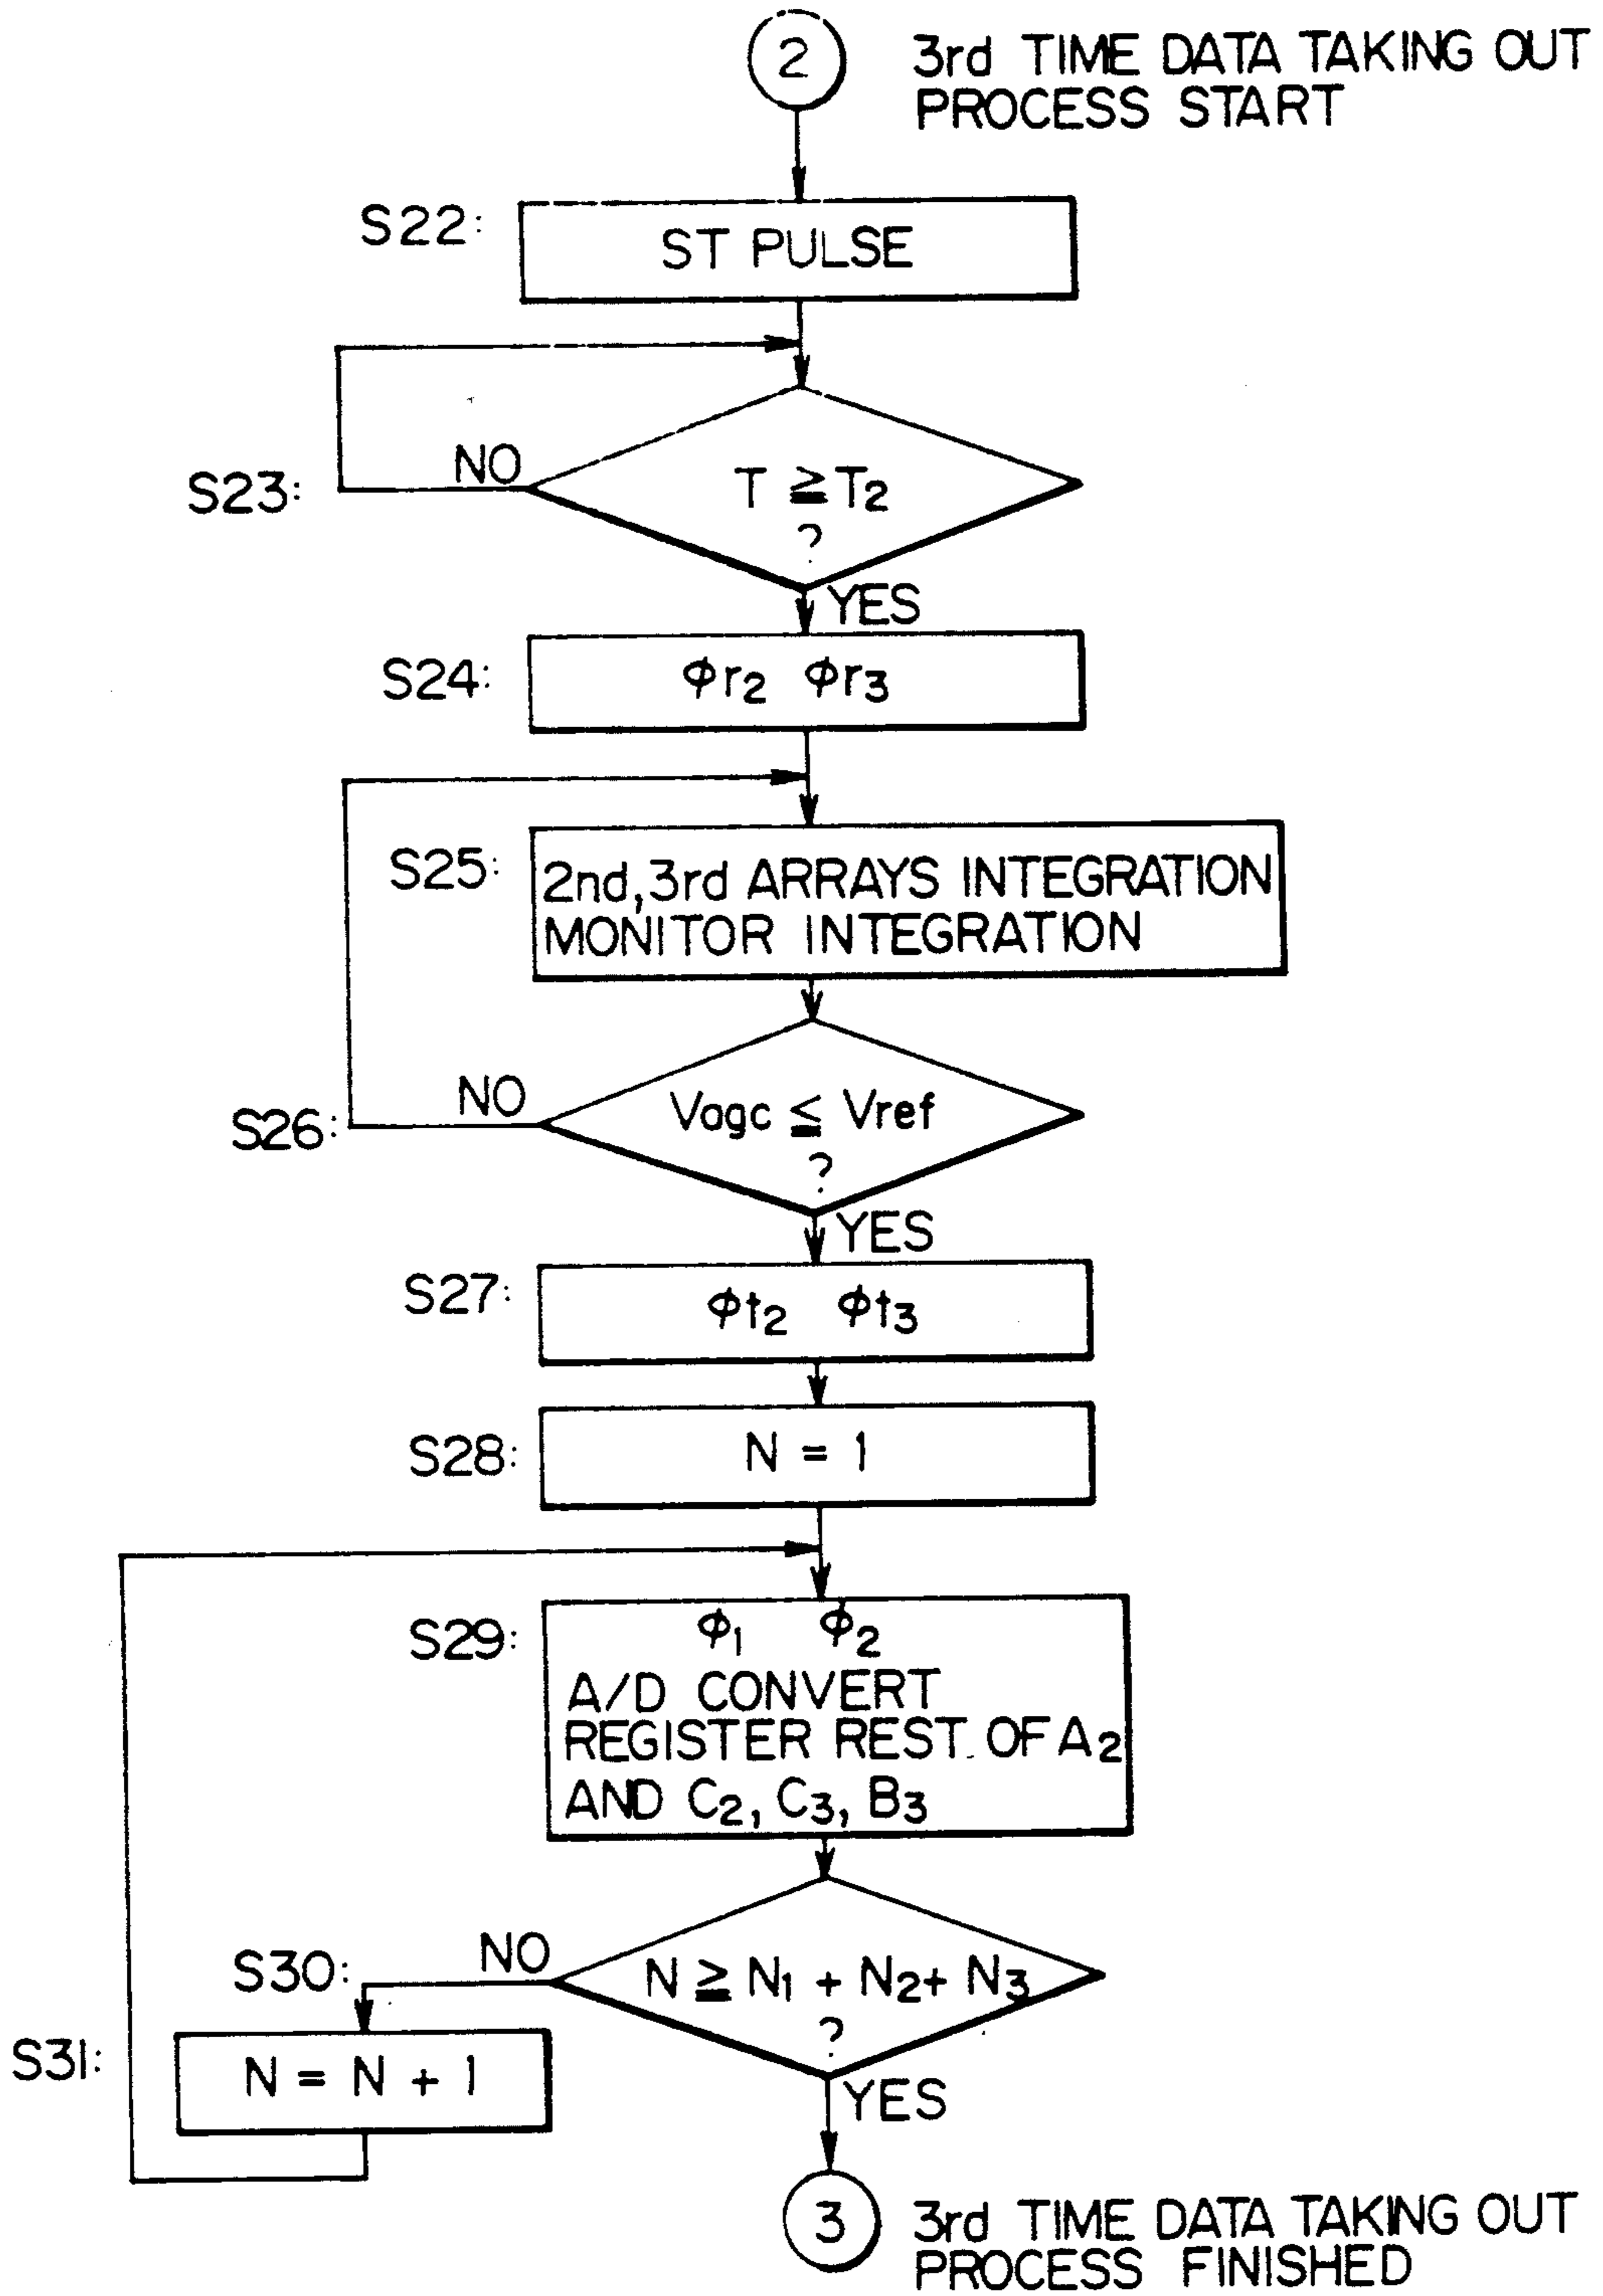 2
3rd TIME DATA TAKING OUT
PROCESS START
S22:
ST PULSE
NO
S23:
T ≧ T2
?
YES
S24:
Φr2 Φr3
S25:
2nd, 3rd ARRAYS INTEGRATION
MONITOR INTEGRATION
NO
S26:
Vagc ≦ Vref
?
YES
S27:
Φt2 Φt3
S28:
N = 1
S29:
Φ1 Φ2
A/D CONVERT
REGISTER REST OF A2
AND C2, C3, B3
NO
S30:
N ≧ N1 + N2 + N3
?
S31:
N = N + 1
YES
3
3rd TIME DATA TAKING OUT
PROCESS FINISHED